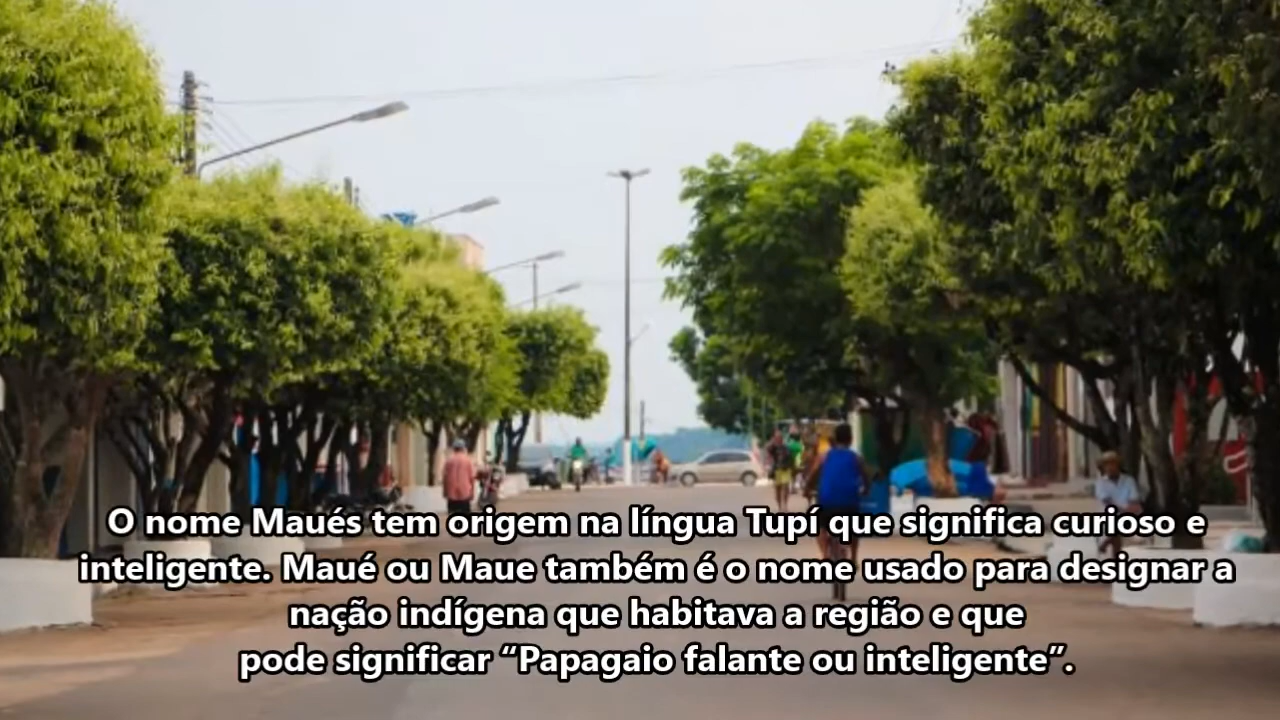 O nome Maués tem origem na língua Tupí que significa curioso e
inteligente. Maué ou Maue também é o nome usado para designar a
nação indígena que habitava a região e que
pode significar “Papagaio falante ou inteligente”.